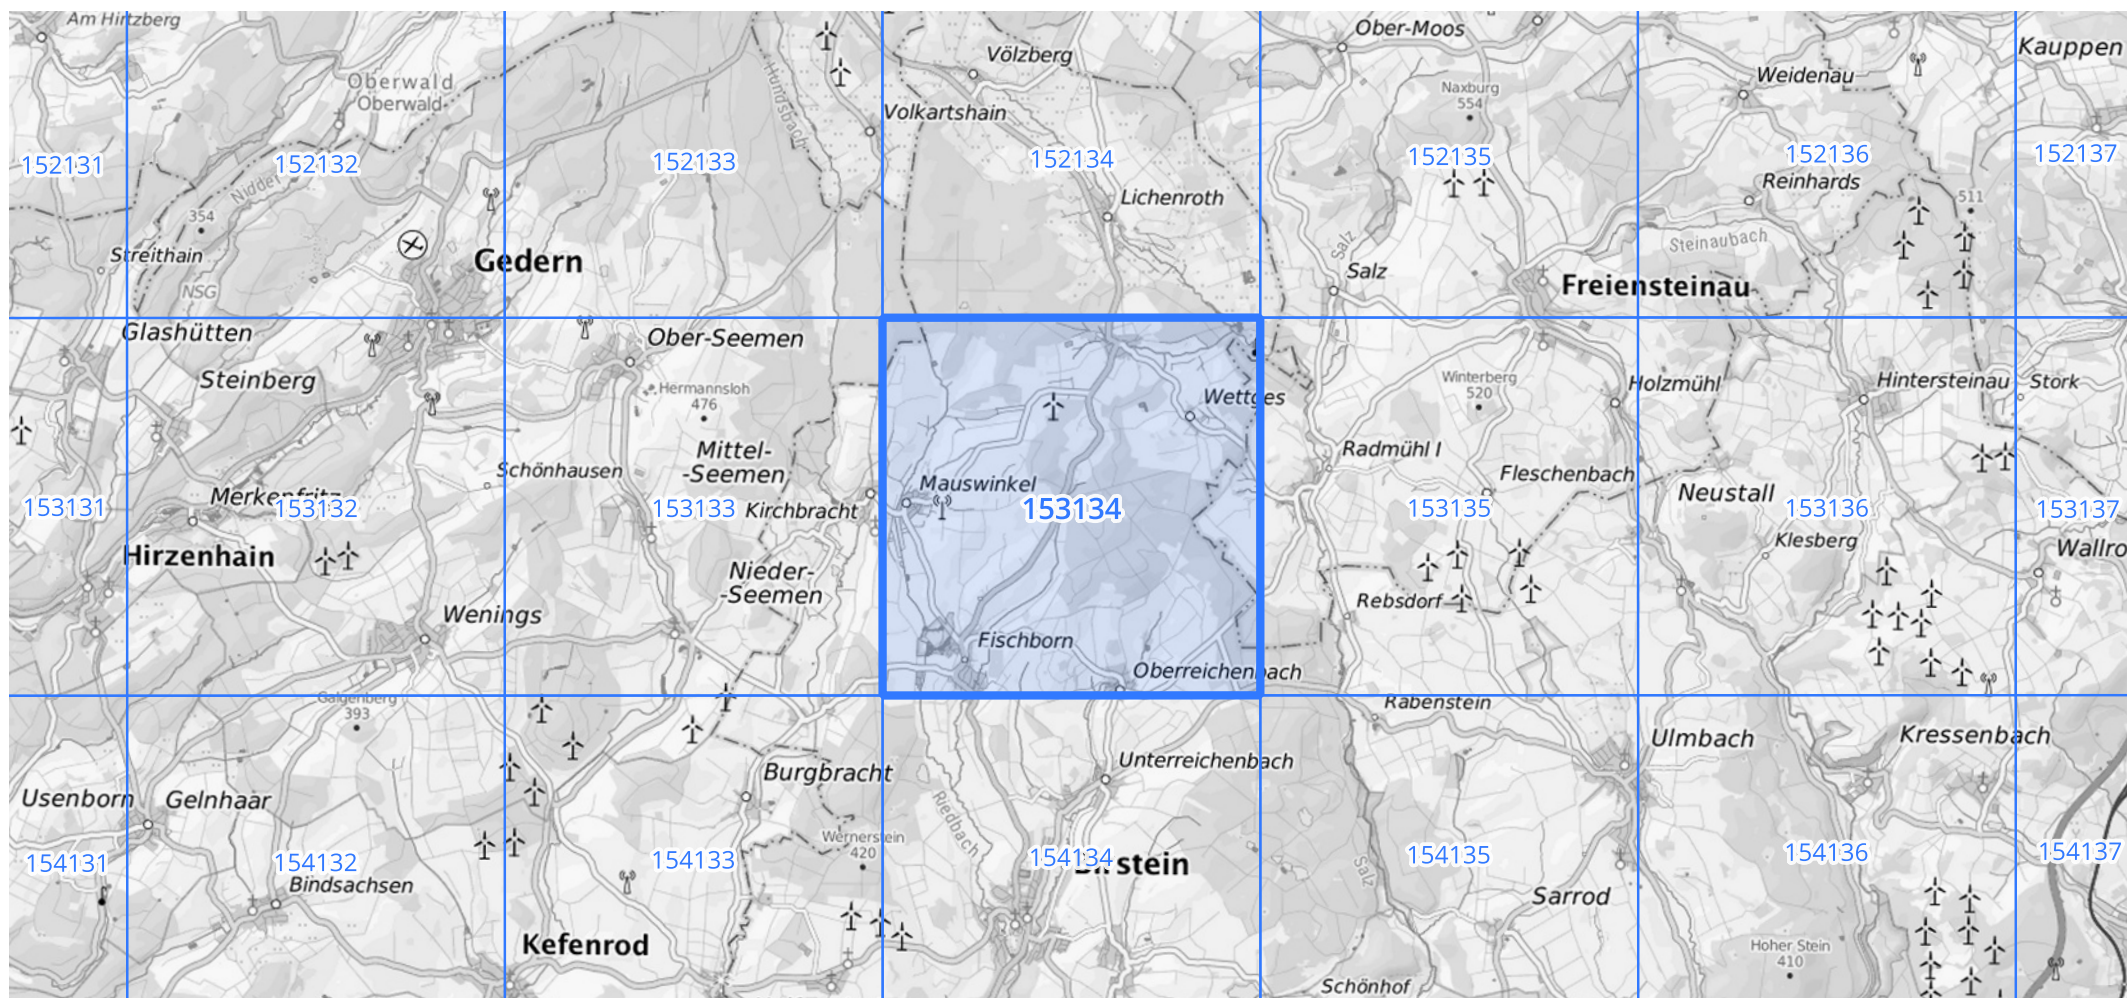 Am Hirzberg
Völzberg
Ober-Moos
Kauppen
Oberwald
Oberwald
Weidenau
Naxburg
554
Hundsbach
Volkartshain
152131
152132
152133
152134
152135
152136
152137
Nidder
Reinhards
354
Lichenroth
511
Streithain
Gedern
Salz
Salz
Steinaubach
NSG
Freiensteinau
Glashütten
Ober-Seemen
Steinberg
Hermannsloh
476
Wettges
Winterberg
520
Holzmühl
Hintersteinau
Stork
Mittel-
-Seemen
Radmühl I
Schönhausen
Mauswinkel
Fleschenbach
Merkenfritz
Neustall
153131
153132
153133
Kirchbracht
153134
153135
153136
153137
Hirzenhain
Klesberg
Wallro
Nieder-
-Seemen
Rebsdorf
Wenings
Fischborn
Oberreichenbach
Galgenberg
393
Rabenstein
Ulmbach
Kressenbach
Unterreichenbach
Burgbracht
Usenborn
Gelnhaar
Riedbach
Wernerstein
420
154131
154132
154133
154134
stein
154135
154136
154137
Salz
Bindsachsen
Sarrod
Kefenrod
Hoher Stein
410
Schönhof